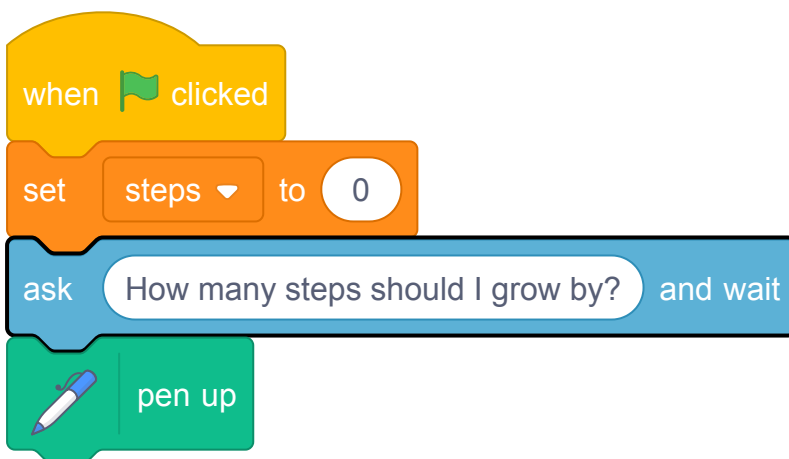 when clicked
set steps to 0
ask How many steps should I grow by? and wait
pen up